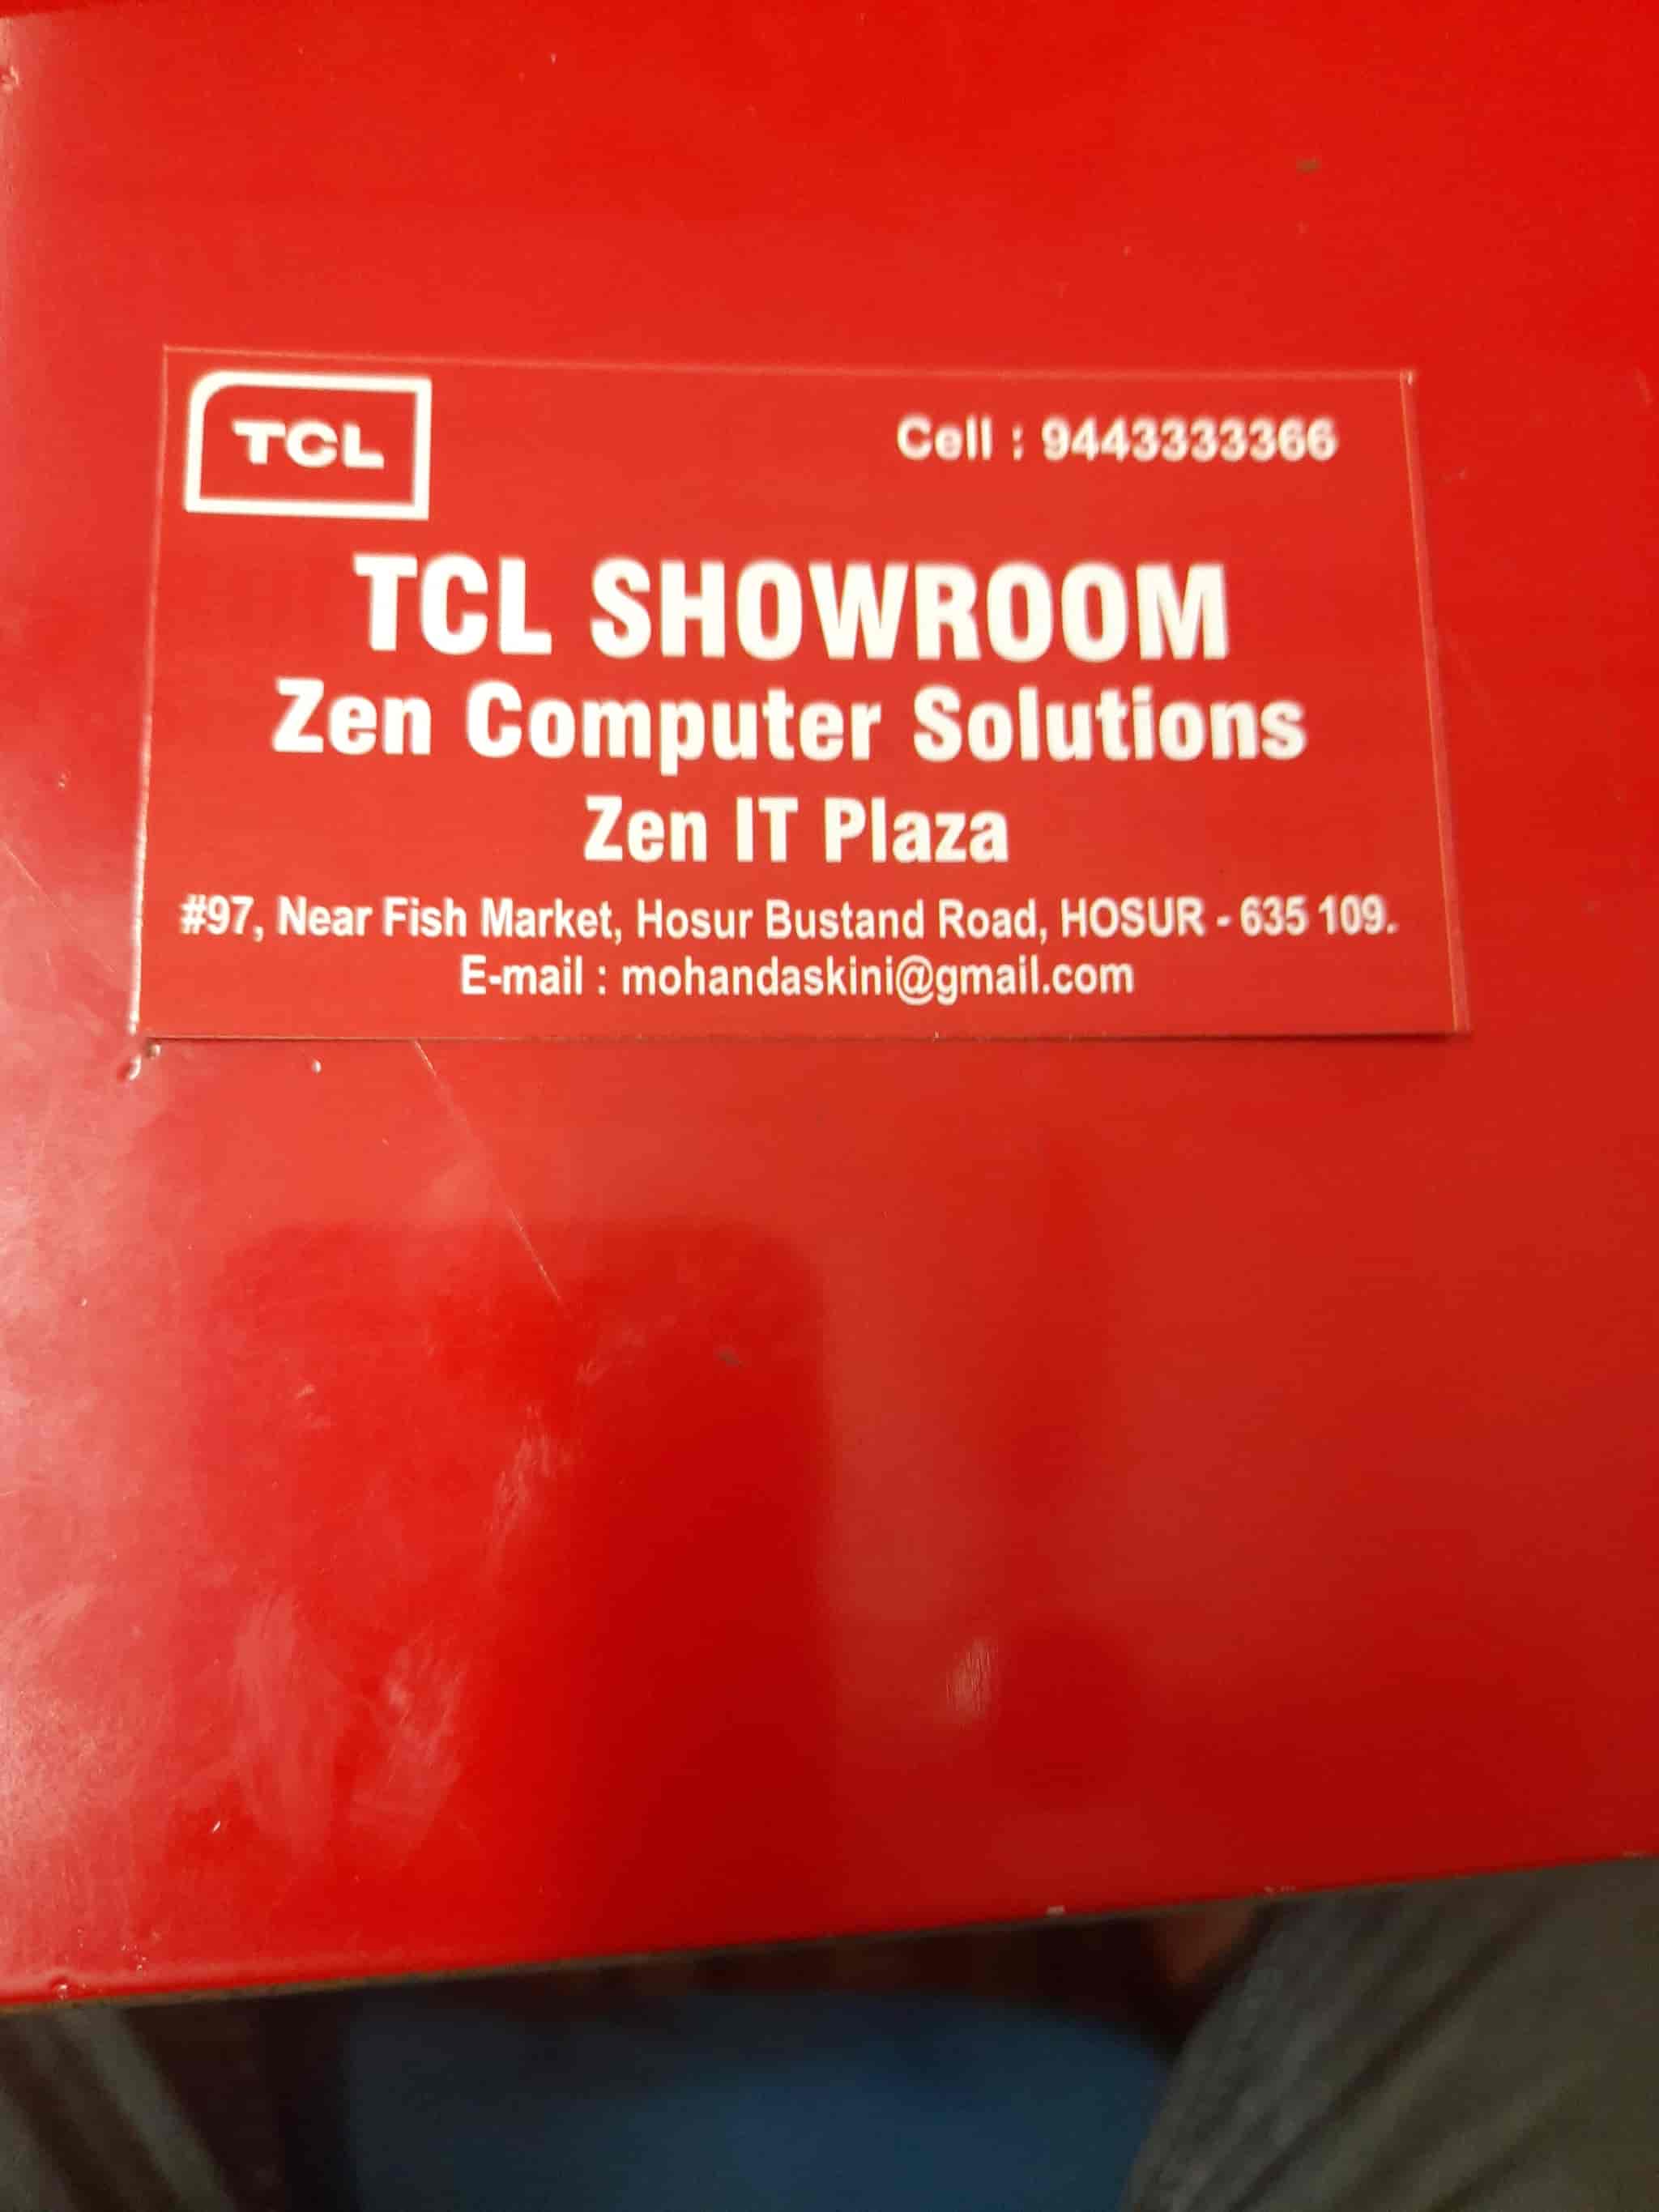 TCL
Cell : 9443333366
TCL SHOWROOM
Zen Computer Solutions
Zen IT Plaza
#97, Near Fish Market, Hosur Bustand Road, HOSUR - 635 109.
E-mail : mohandaskini@gmail.com